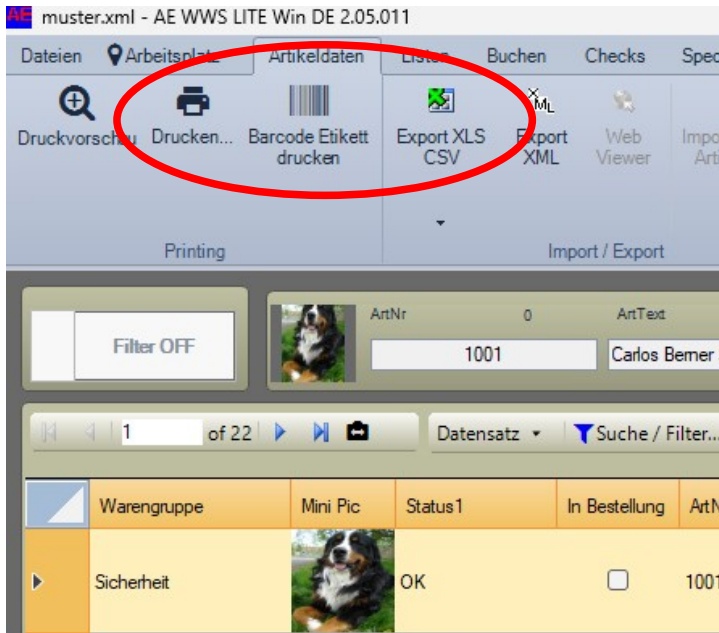 AE muster.xml - AE WWS LITE Win DE 2.05.011
Dateien Arbeitsplatz Artikeldaten Listen Buchen Checks
Druckvorschau Drucken... Barcode Etikett drucken Export XLS CSV Export XML Web Viewer
Printing Import / Export
ArtNr 0 ArtText
Filter OFF 1001 Carlos Berner
1 of 22 Datensatz Suche / Filter...
Warengruppe Mini Pic Status1 In Bestellung
Sicherheit OK 1001